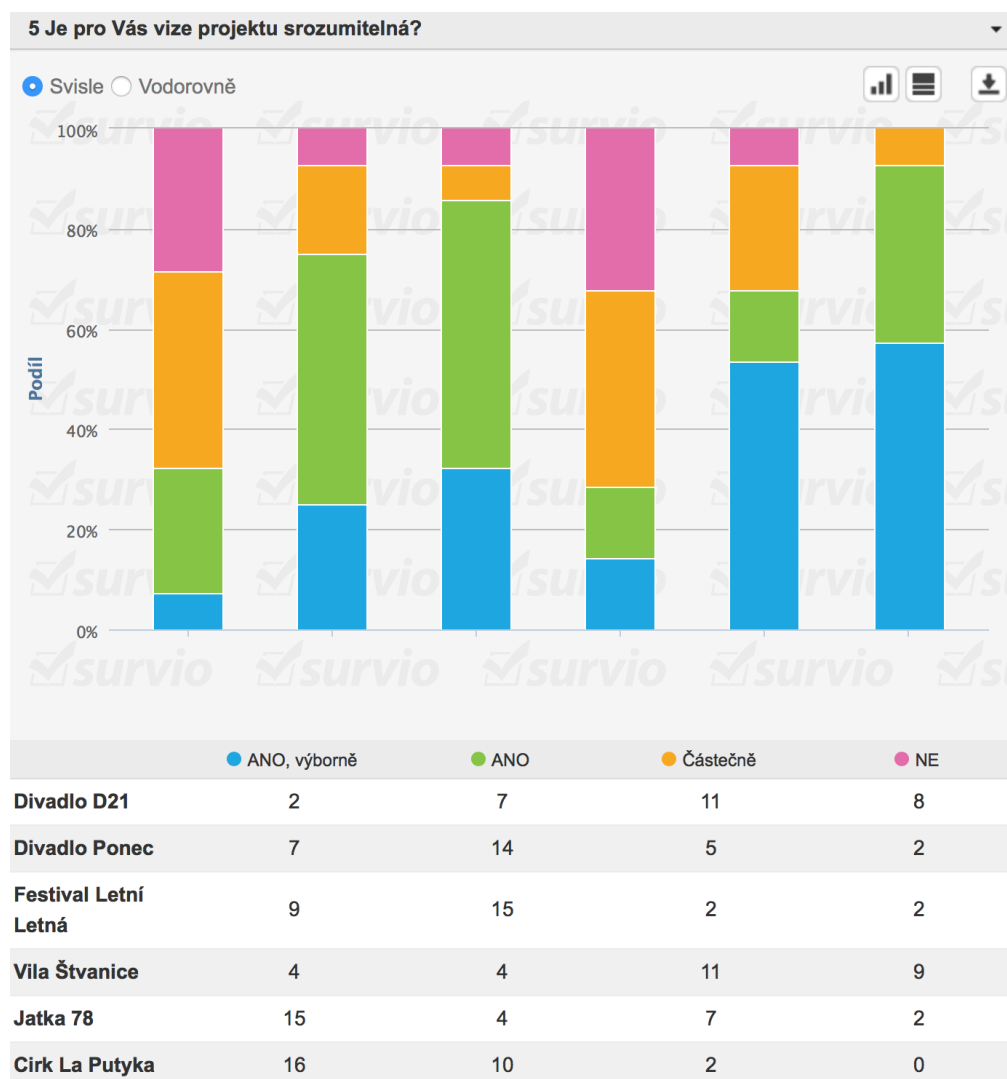 5 Je pro Vás vize projektu srozumitelná?
Svisle Vodorovně
100%
80%
60%
40%
20%
0%
Podíl
survio
ANO, výborně ANO Částečně NE
Divadlo D21 2 7 11 8
Divadlo Ponec 7 14 5 2
Festival Letní
Letná 9 15 2 2
Vila Štvanice 4 4 11 9
Jatka 78 15 4 7 2
Cirk La Putyka 16 10 2 0